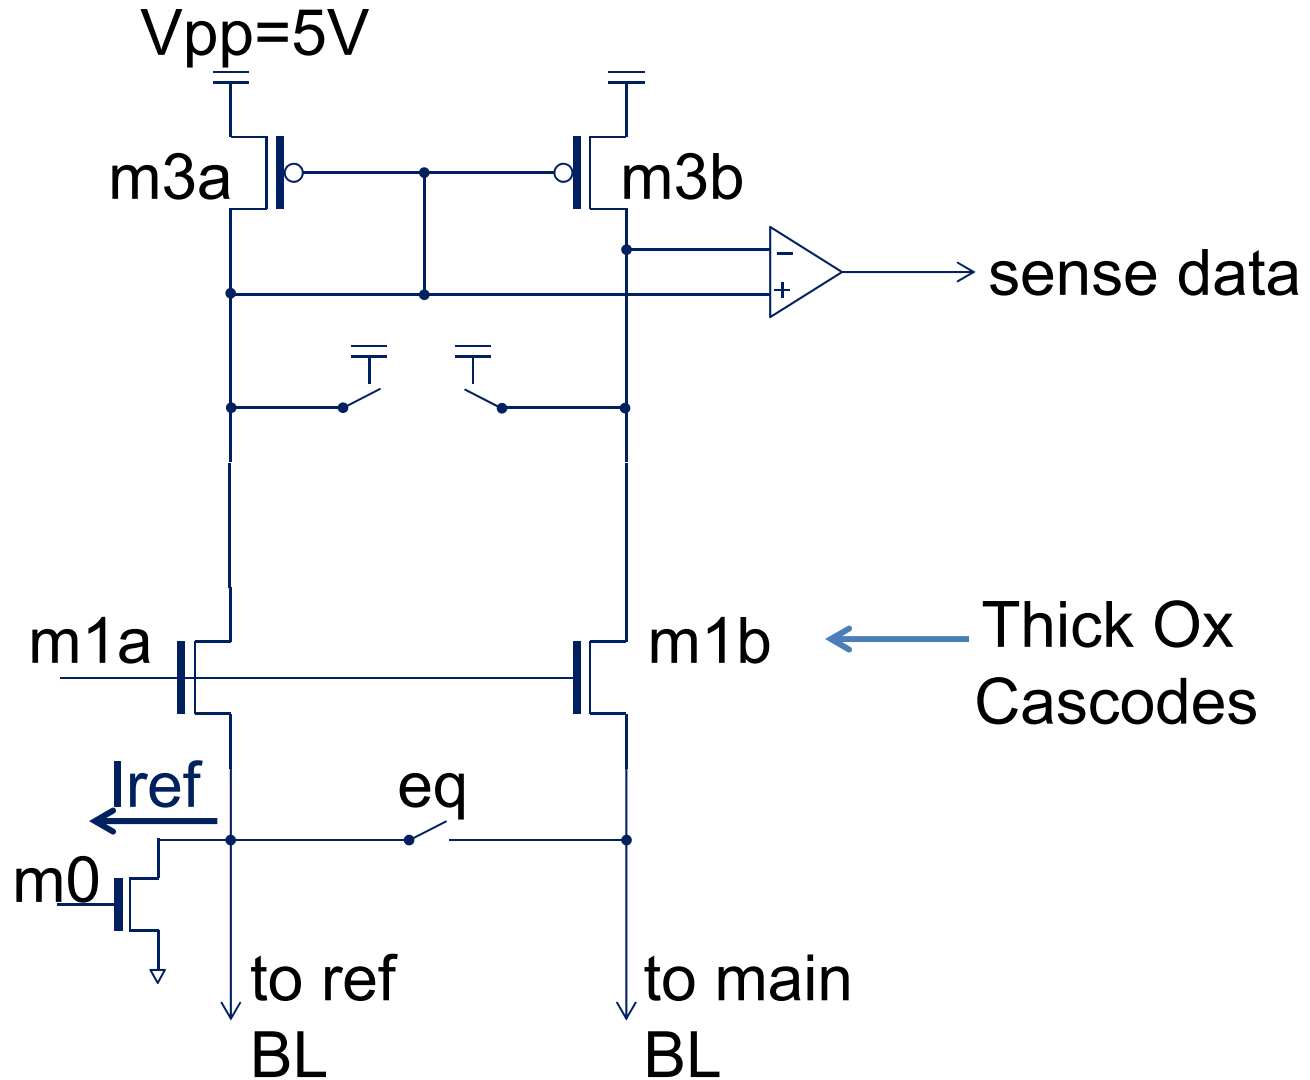 Vpp=5V
m3a
m3b
−
+
sense data
m1a
m1b
Thick Ox
Cascodes
Iref
eq
m0
to ref
BL
to main
BL